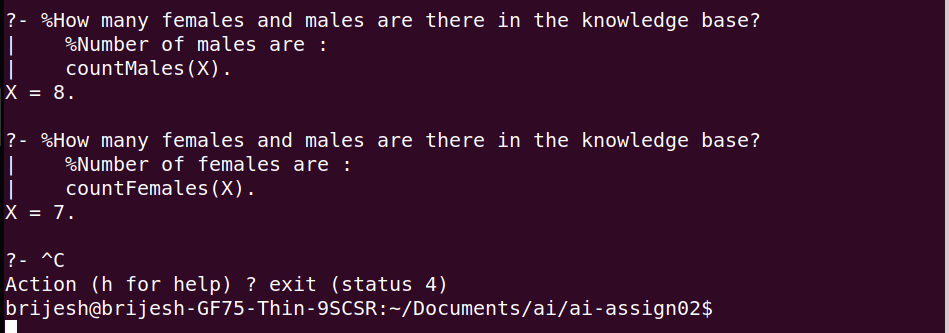 ?- %How many females and males are there in the knowledge base?
|    %Number of males are :
|    countMales(X).
X = 8.
?- %How many females and males are there in the knowledge base?
|    %Number of females are :
|    countFemales(X).
X = 7.
?- ^C
Action (h for help) ? exit (status 4)
brijesh@brijesh-GF75-Thin-9SCSR:~/Documents/ai/ai-assign02$